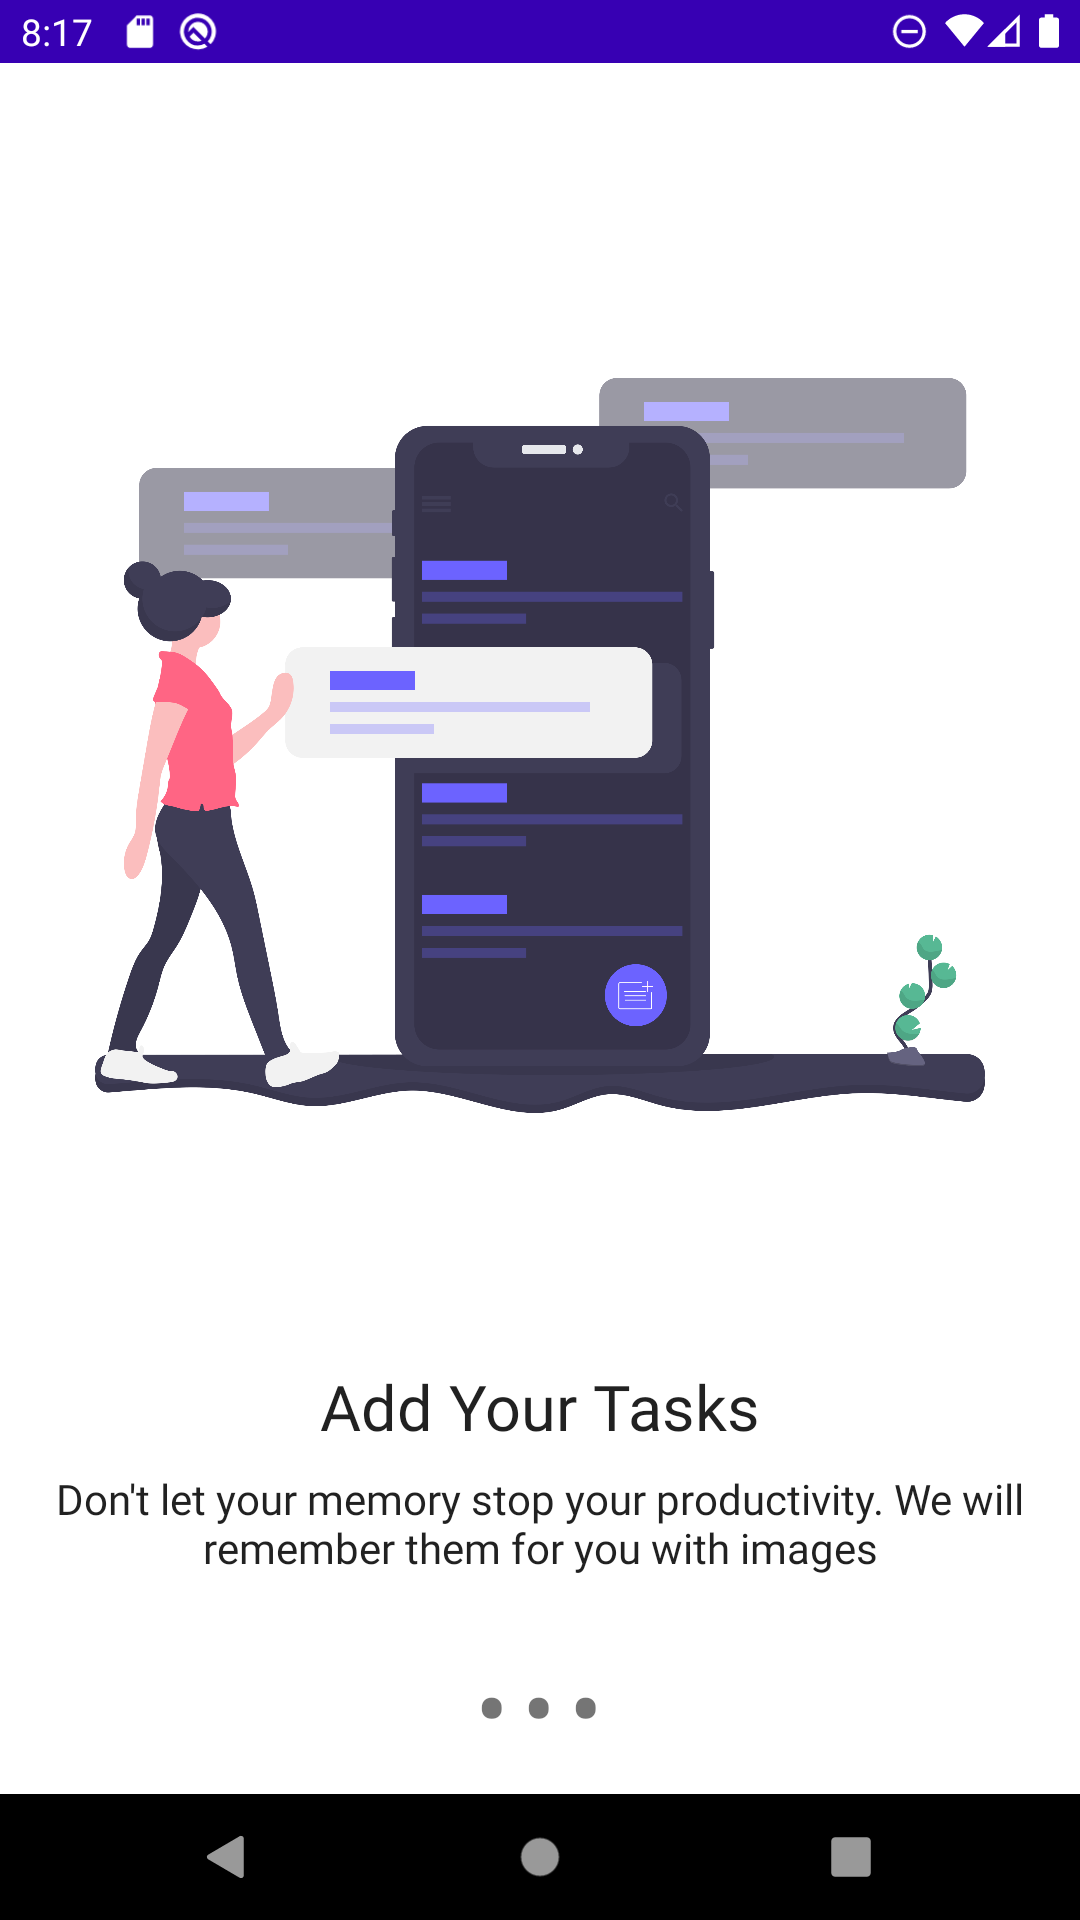 8:17
Add Your Tasks
Don't let your memory stop your productivity. We will
remember them for you with images